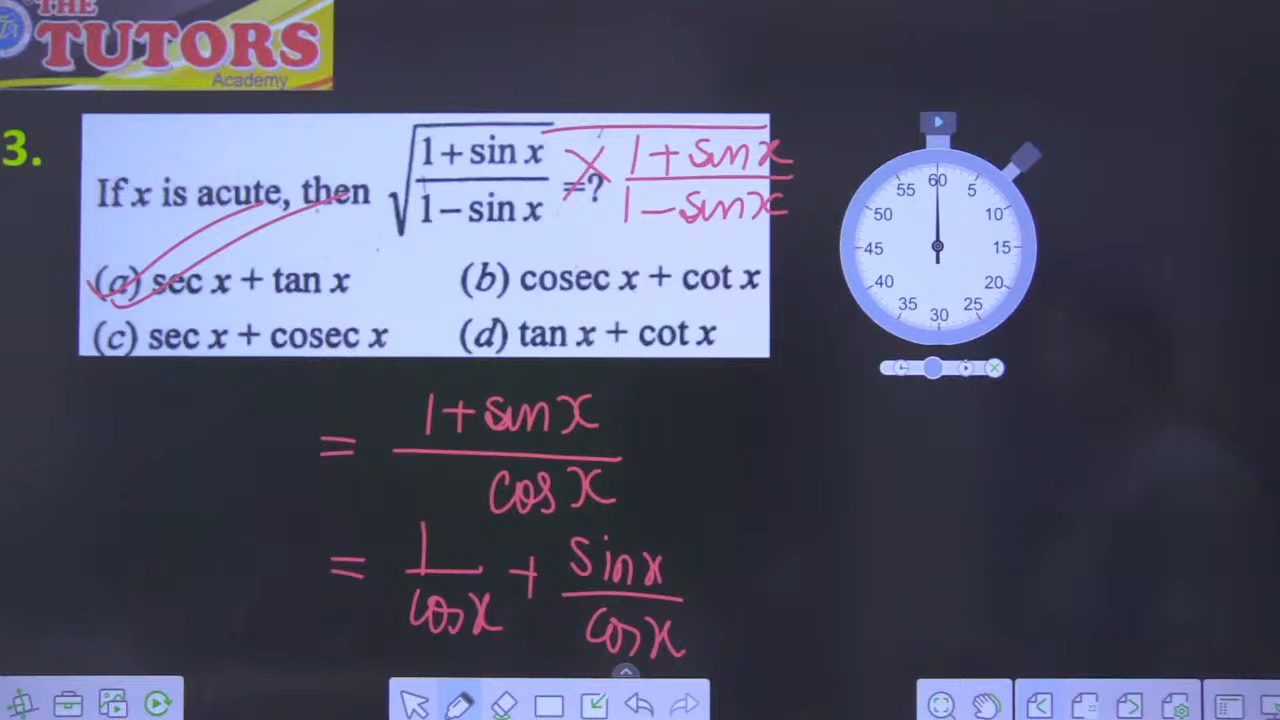 THE
TUTORS
Academy
3.
If x is acute, then √((1 + sin x)/(1 − sin x)) = ? × (1 + sin x)/(1 − sin x)
(a) sec x + tan x (b) cosec x + cot x
(c) sec x + cosec x (d) tan x + cot x
= (1 + sin x)/(cos x)
= 1/(cos x) + (sin x)/(cos x)
60 5 10 15 20 25 30 35 40 45 50 55